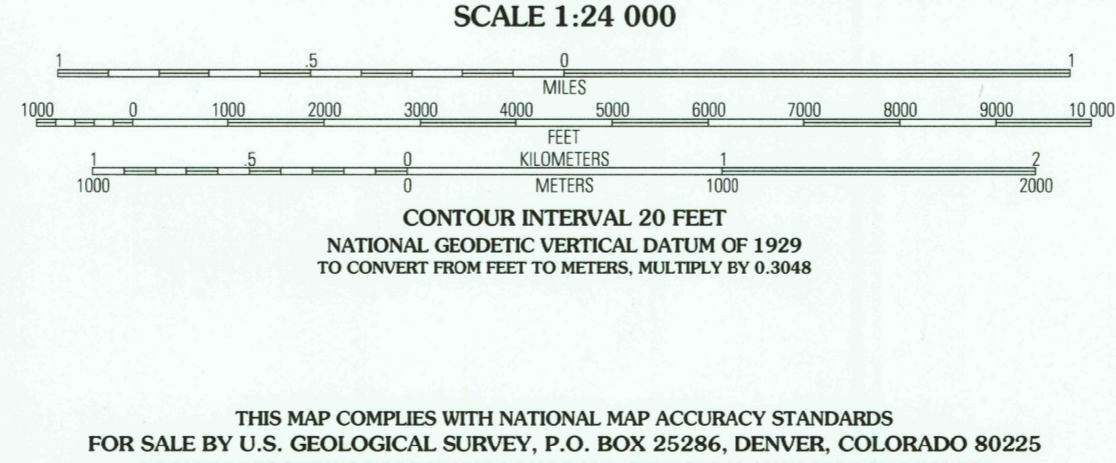 SCALE 1:24 000
1 .5 0 1
MILES
1000 0 1000 2000 3000 4000 5000 6000 7000 8000 9000 10 000
FEET
1 .5 0 KILOMETERS 1 2
1000 0 METERS 1000 2000
CONTOUR INTERVAL 20 FEET
NATIONAL GEODETIC VERTICAL DATUM OF 1929
TO CONVERT FROM FEET TO METERS, MULTIPLY BY 0.3048
THIS MAP COMPLIES WITH NATIONAL MAP ACCURACY STANDARDS
FOR SALE BY U.S. GEOLOGICAL SURVEY, P.O. BOX 25286, DENVER, COLORADO 80225